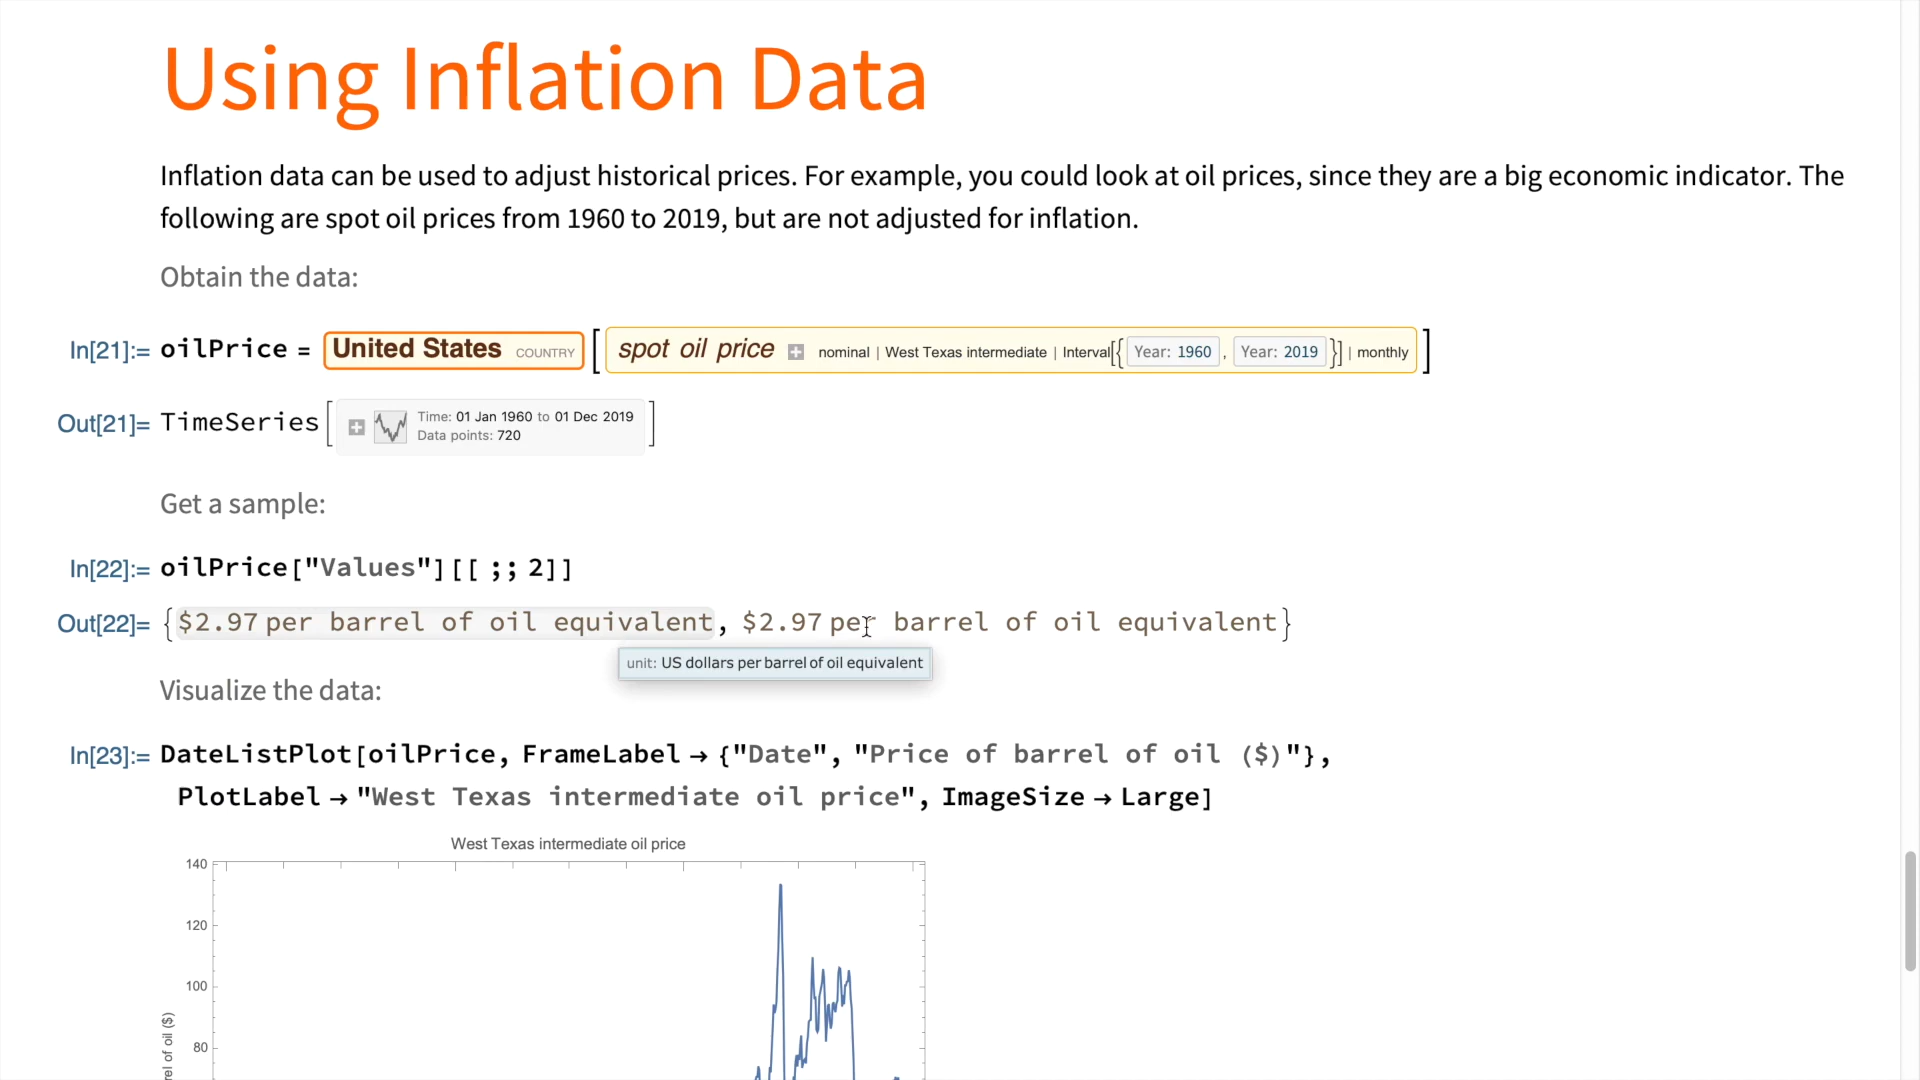 Using Inflation Data
Inflation data can be used to adjust historical prices. For example, you could look at oil prices, since they are a big economic indicator. The
following are spot oil prices from 1960 to 2019, but are not adjusted for inflation.
Obtain the data:
In[21]:= oilPrice = United States COUNTRY [ spot oil price nominal | West Texas intermediate | Interval[{ Year: 1960 , Year: 2019 }] | monthly ]
Out[21]= TimeSeries[ Time: 01 Jan 1960 to 01 Dec 2019
Data points: 720 ]
Get a sample:
In[22]:= oilPrice["Values"][[ ;; 2]]
Out[22]= {$2.97 per barrel of oil equivalent, $2.97 per barrel of oil equivalent}
unit: US dollars per barrel of oil equivalent
Visualize the data:
In[23]:= DateListPlot[oilPrice, FrameLabel → {"Date", "Price of barrel of oil ($)"},
PlotLabel → "West Texas intermediate oil price", ImageSize → Large]
West Texas intermediate oil price
140
120
100
80
of oil ($)